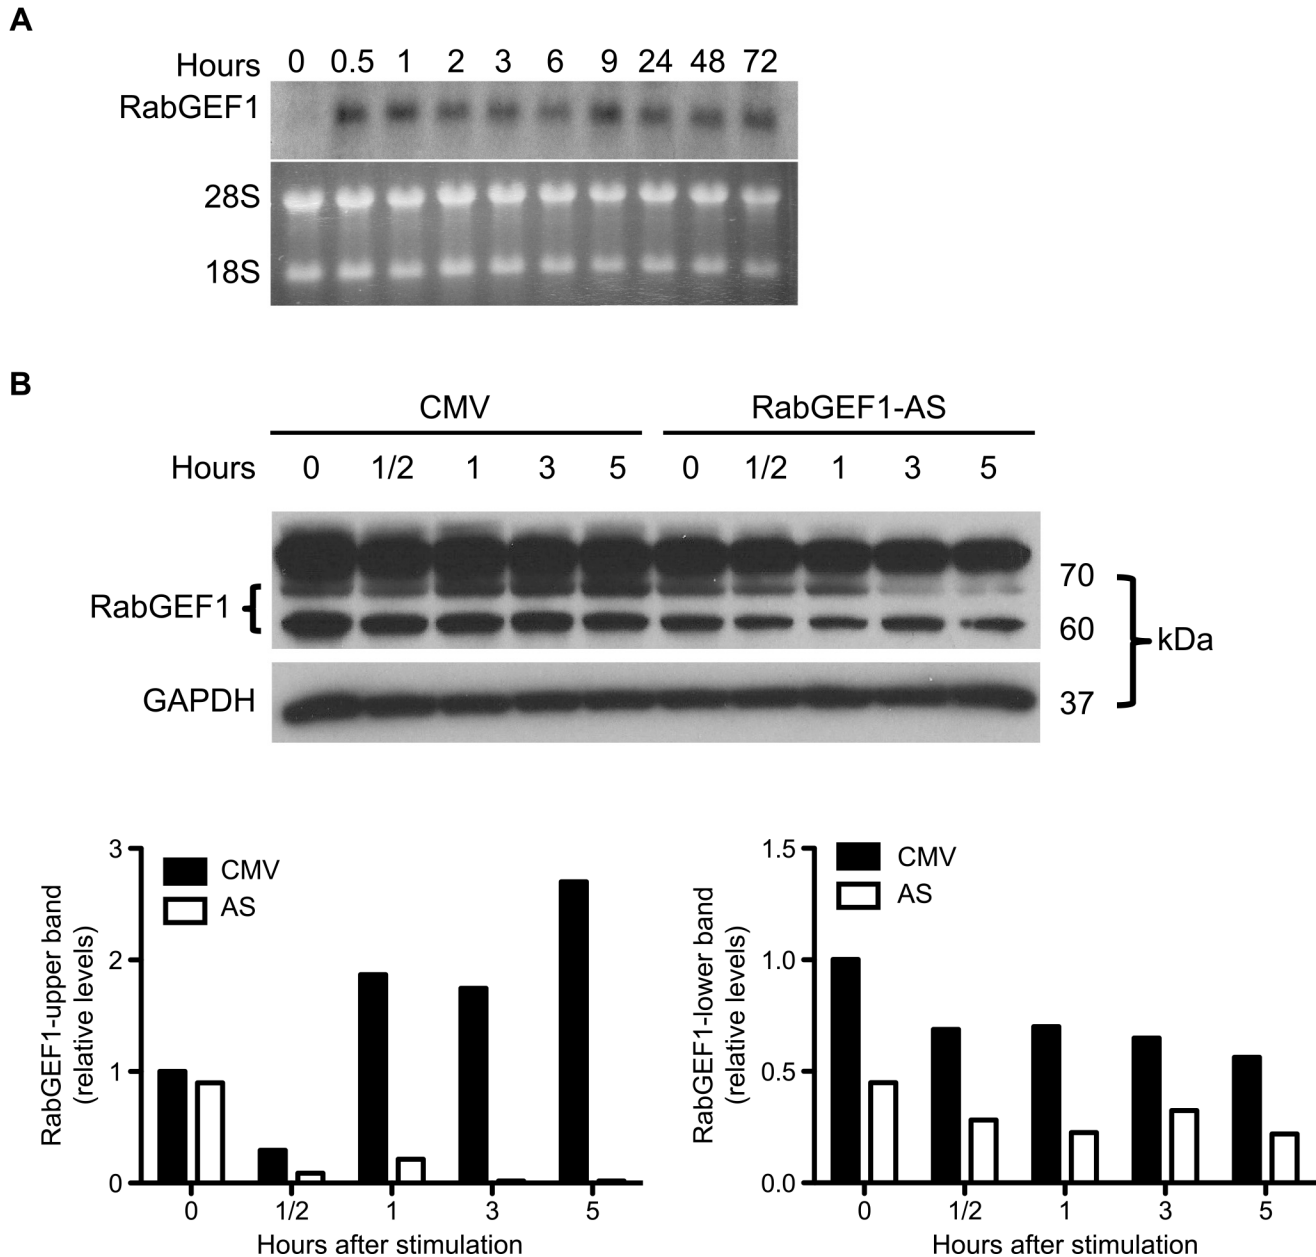 A
Hours 0 0.5 1 2 3 6 9 24 48 72
RabGEF1
28S
18S
B
CMV RabGEF1-AS
Hours 0 1/2 1 3 5 0 1/2 1 3 5
70
RabGEF1
60
kDa
GAPDH 37
RabGEF1-upper band
(relative levels)
3
2
1
0
CMV
AS
0 1/2 1 3 5
Hours after stimulation
RabGEF1-lower band
(relative levels)
1.5
1.0
0.5
0.0
CMV
AS
0 1/2 1 3 5
Hours after stimulation